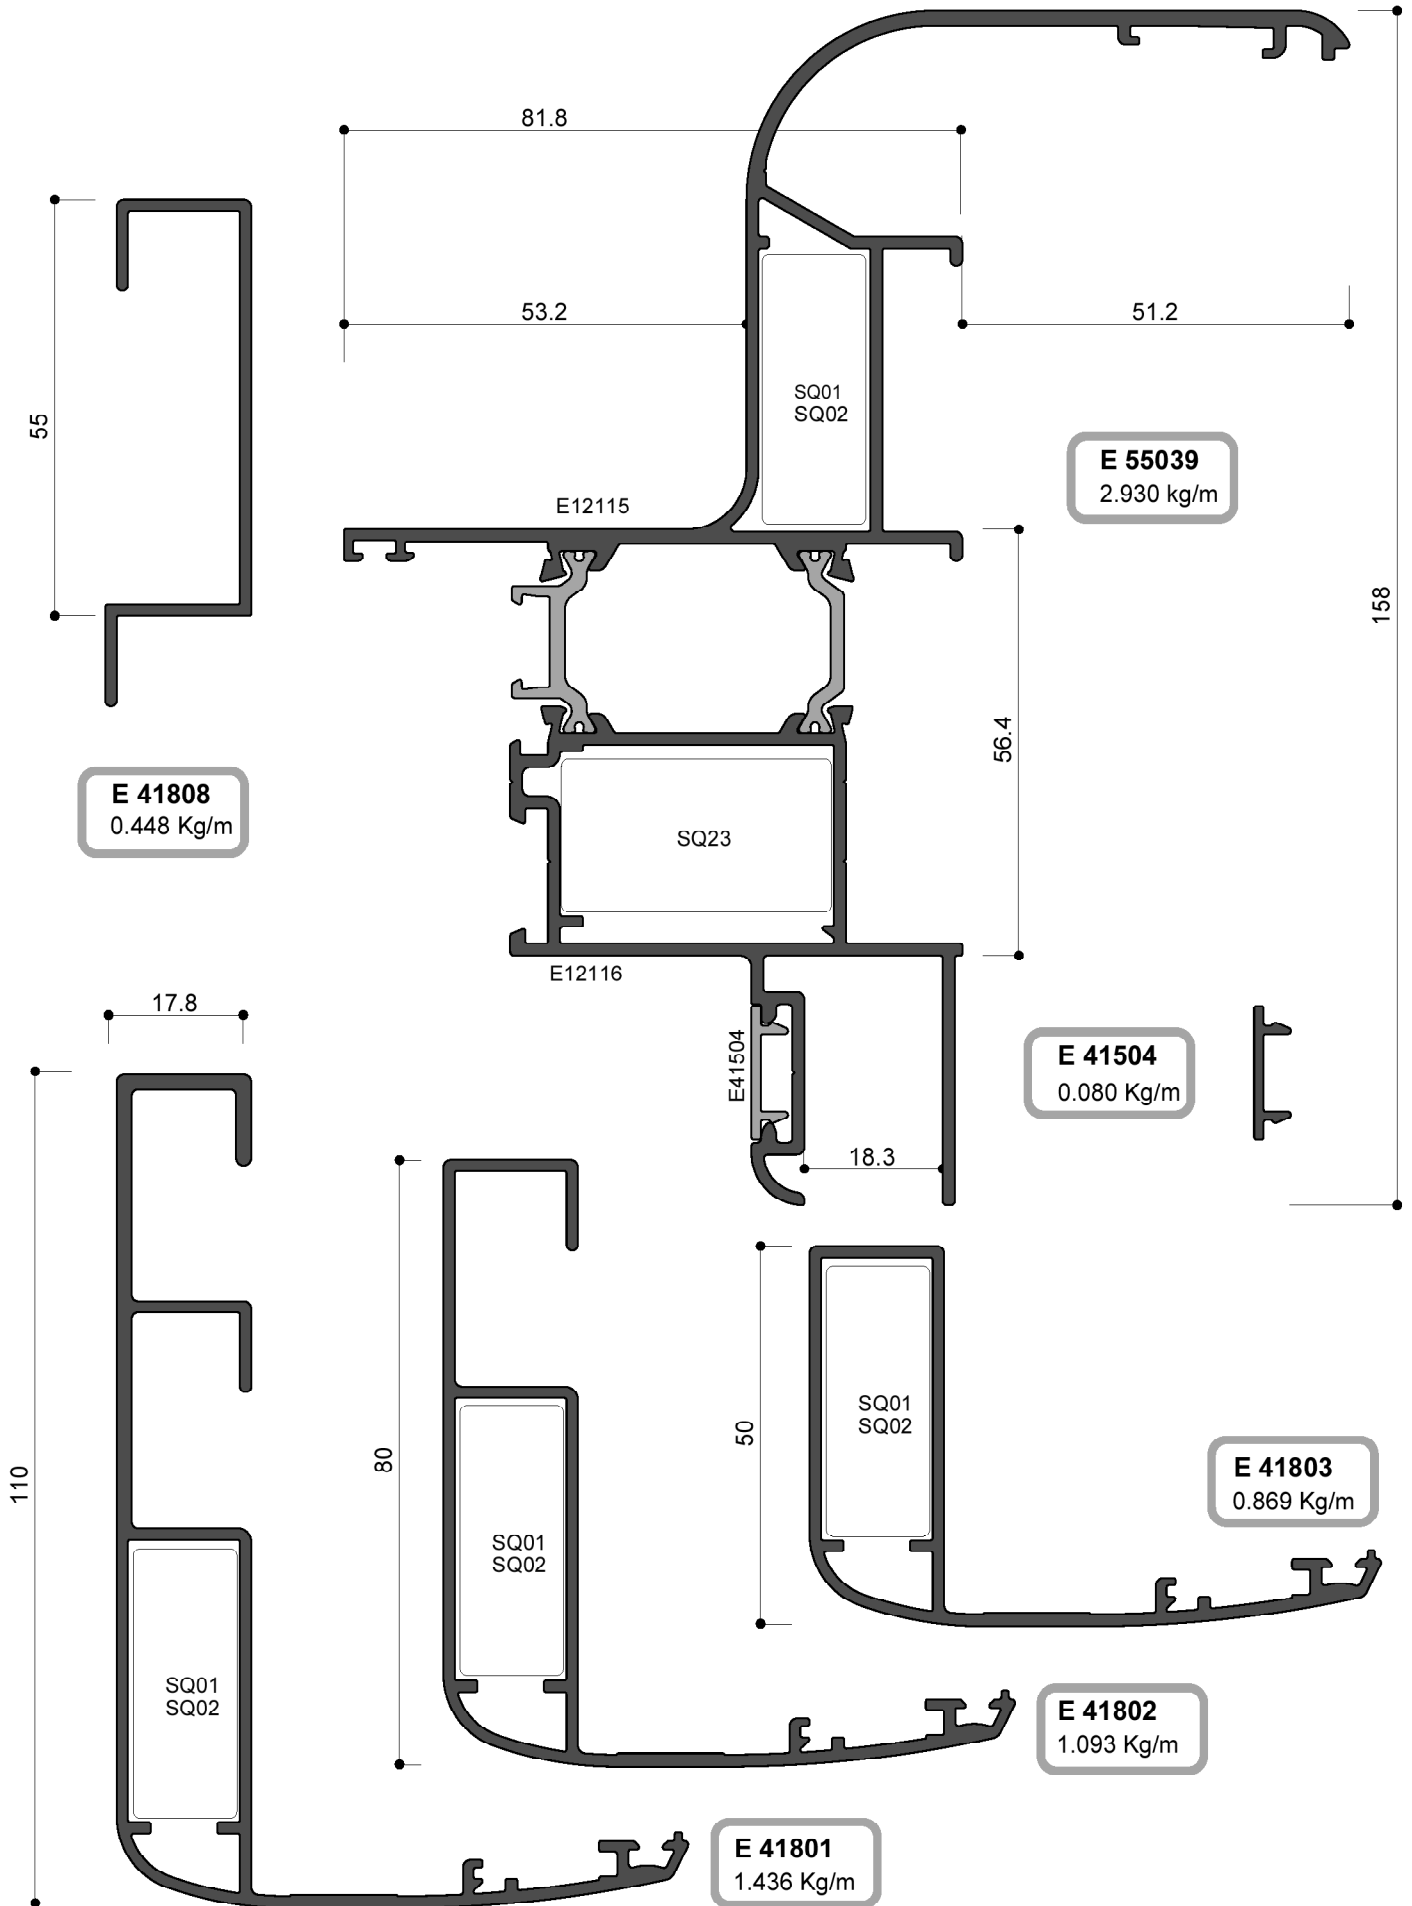 81.8
53.2
51.2
55
SQ01
SQ02
E 55039
2.930 kg/m
E12115
158
56.4
E 41808
0.448 Kg/m
SQ23
E12116
17.8
E41504
E 41504
0.080 Kg/m
18.3
110
80
50
SQ01
SQ02
E 41803
0.869 Kg/m
SQ01
SQ02
SQ01
SQ02
E 41802
1.093 Kg/m
E 41801
1.436 Kg/m